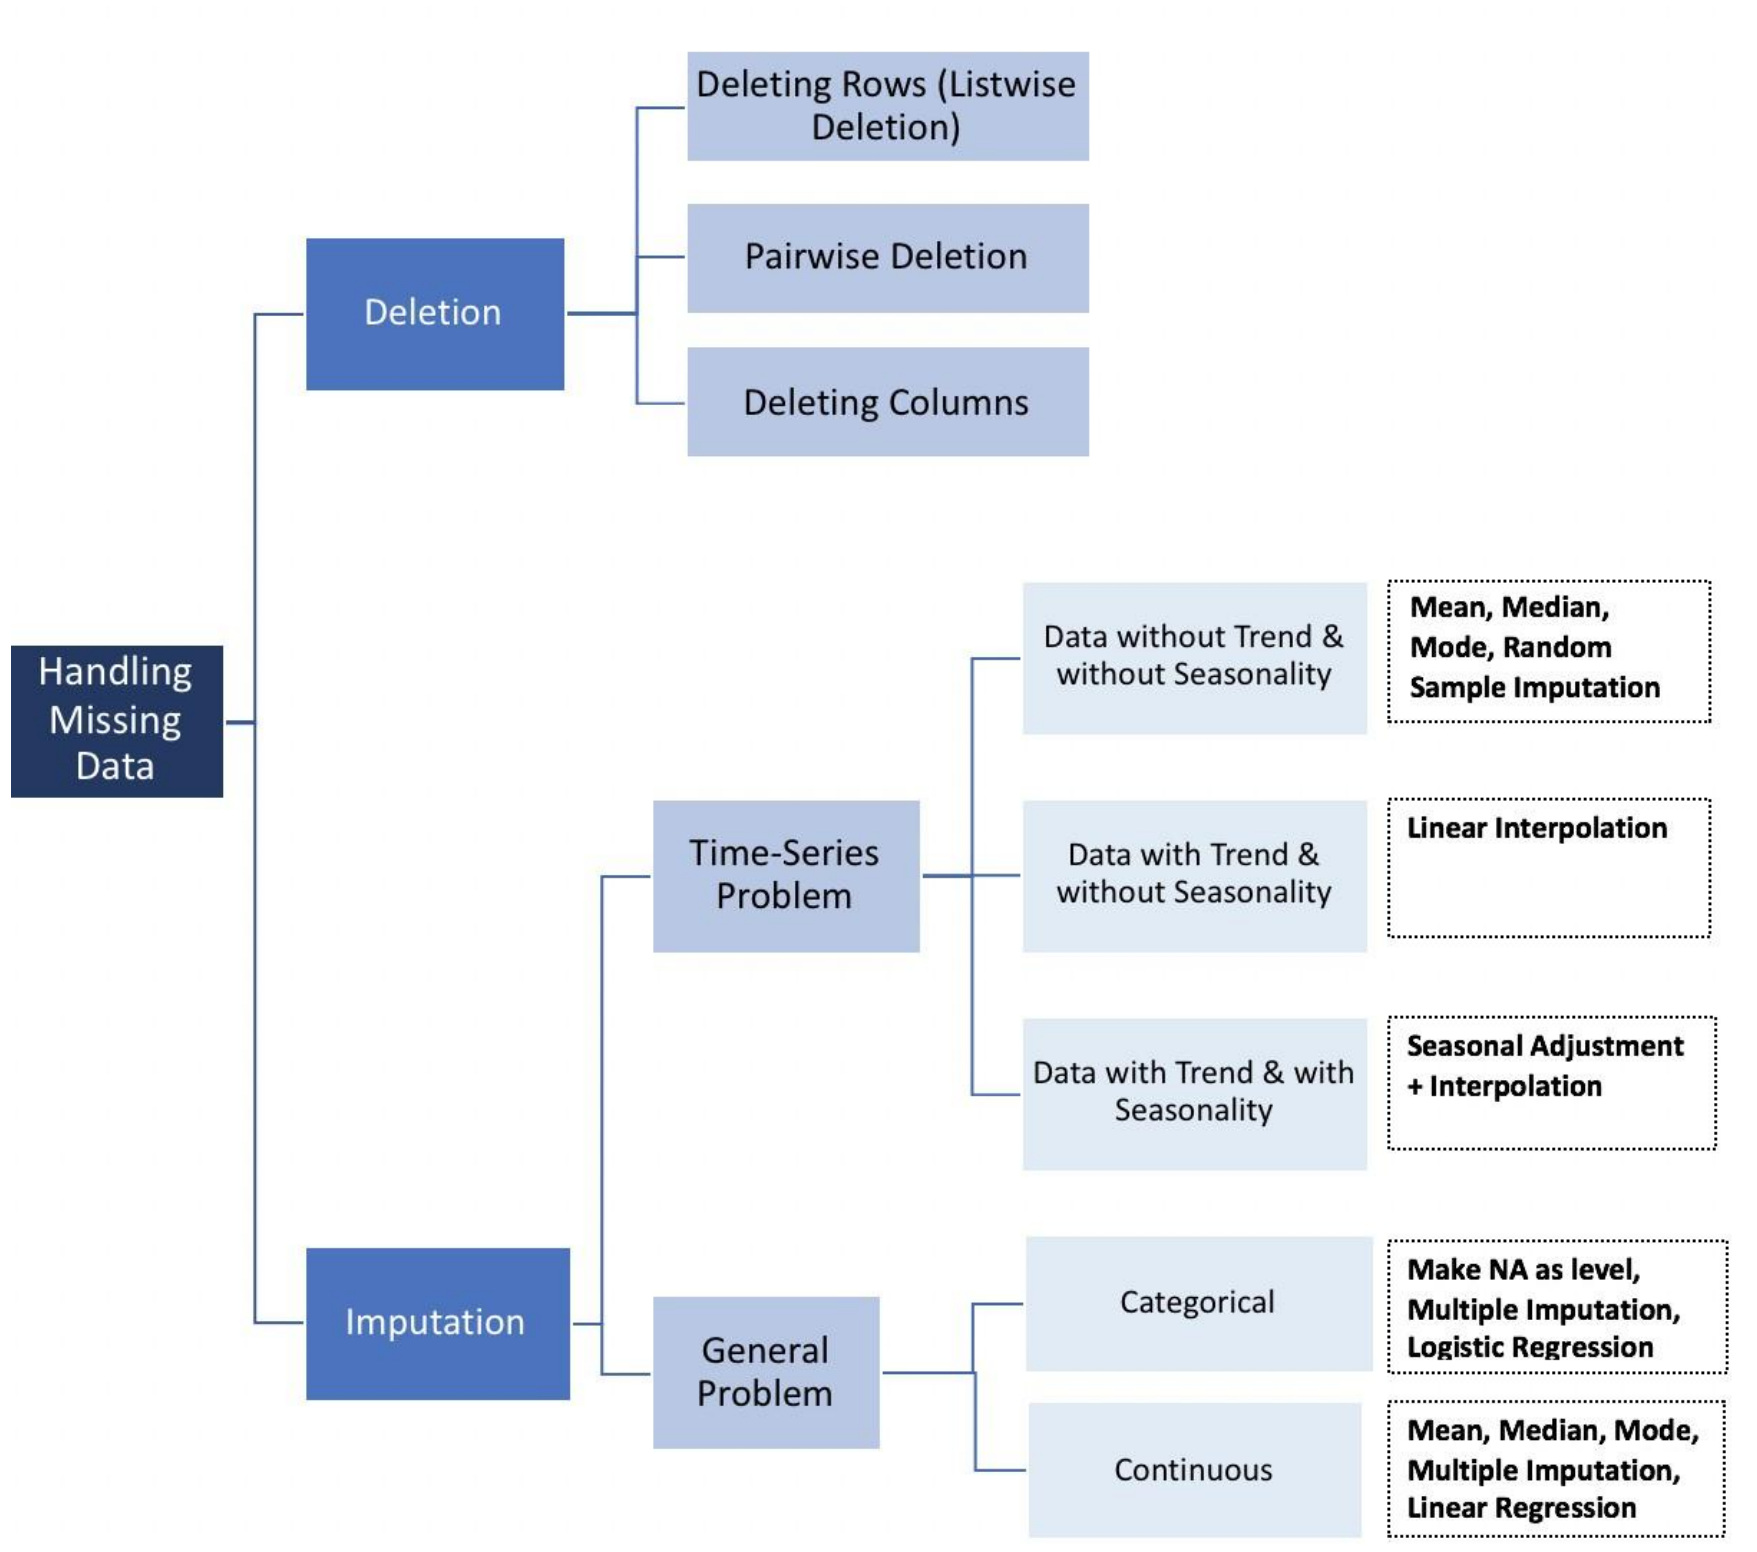 Deleting Rows (Listwise
Deletion)
Pairwise Deletion
Deletion
Deleting Columns
Handling
Missing
Data
Data without Trend &
without Seasonality
Mean, Median,
Mode, Random
Sample Imputation
Time-Series
Problem
Data with Trend &
without Seasonality
Linear Interpolation
Data with Trend & with
Seasonality
Seasonal Adjustment
+ Interpolation
Imputation
General
Problem
Categorical
Make NA as level,
Multiple Imputation,
Logistic Regression
Continuous
Mean, Median, Mode,
Multiple Imputation,
Linear Regression